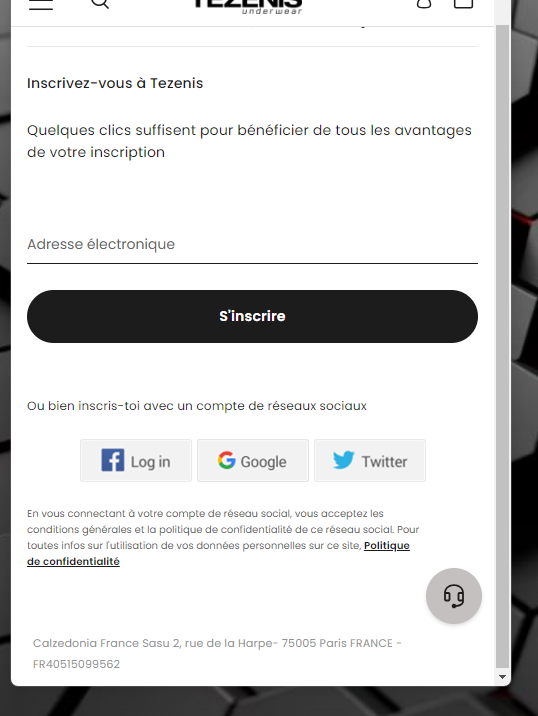 TEZENIS
underwear
Inscrivez-vous à Tezenis
Quelques clics suffisent pour bénéficier de tous les avantages
de votre inscription
Adresse électronique
S'inscrire
Ou bien inscris-toi avec un compte de réseaux sociaux
Log in
Google
Twitter
En vous connectant à votre compte de réseau social, vous acceptez les
conditions générales et la politique de confidentialité de ce réseau social. Pour
toutes infos sur l'utilisation de vos données personnelles sur ce site, Politique
de confidentialité
Calzedonia France Sasu 2, rue de la Harpe- 75005 Paris FRANCE -
FR40515099562